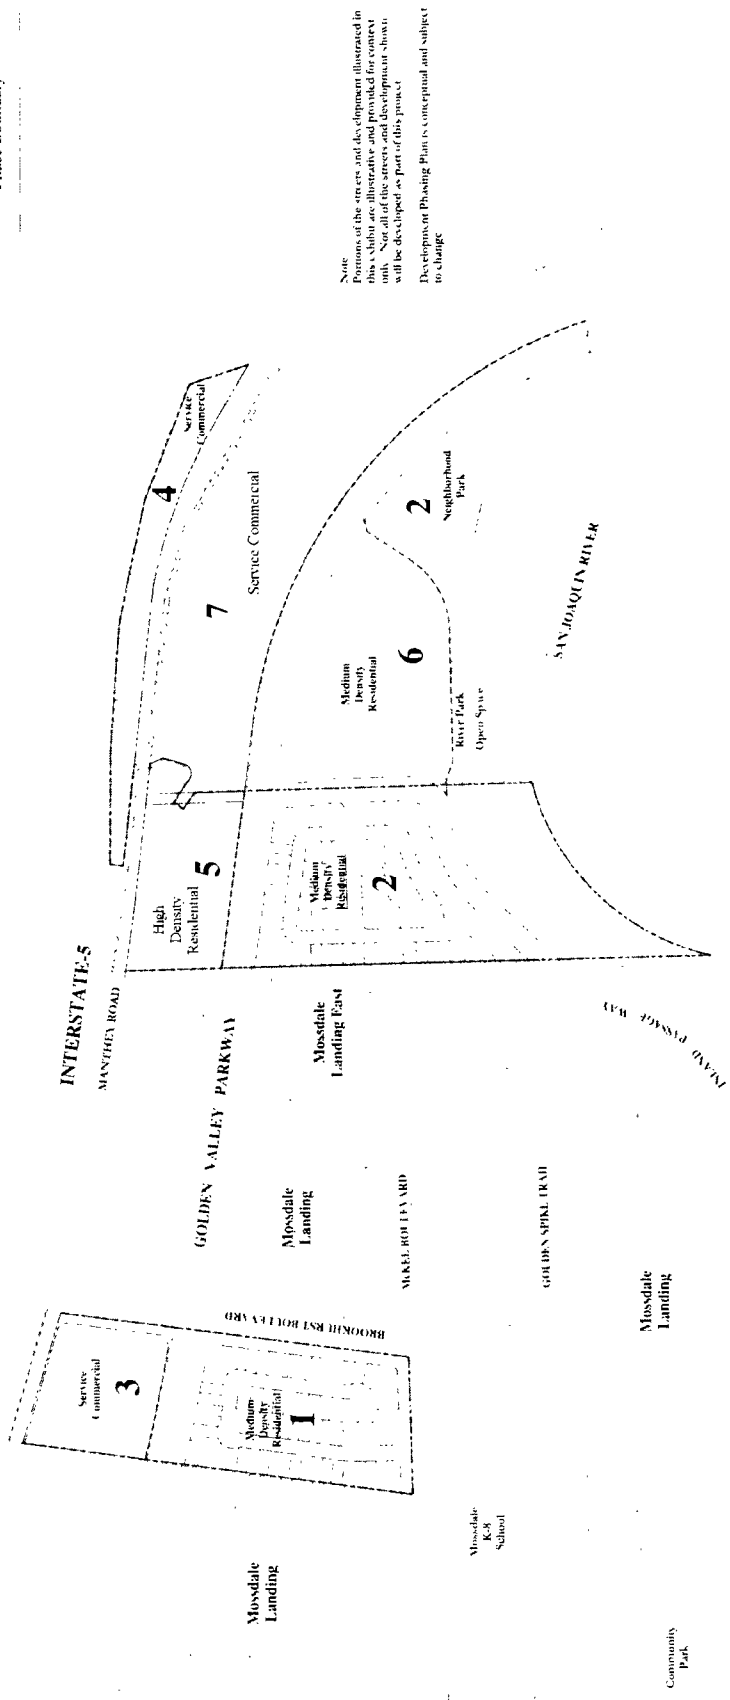 Note
Portions of the streets and development illustrated in
this exhibit are illustrative and provided for context
only. Not all of the streets and development shown
will be developed as part of this project
Development Phasing Plan is conceptual and subject
to change
INTERSTATE-5
MANTHEY ROAD
GOLDEN VALLEY PARKWAY
BROOKHURST BOULEVARD
McKEE BOULEVARD
GOLDEN SPIKE TRAIL
INLAND PASSAGE WAY
SAN JOAQUIN RIVER
Service
Commercial
4
7
Service Commercial
2
Neighborhood
Park
Medium
Density
Residential
6
River Park
Open Space
High
Density
Residential
5
Medium
Density
Residential
2
Mossdale
Landing East
Mossdale
Landing
Mossdale
Landing
Service
Commercial
3
Medium
Density
Residential
1
Mossdale
K-8
School
Mossdale
Landing
Community
Park